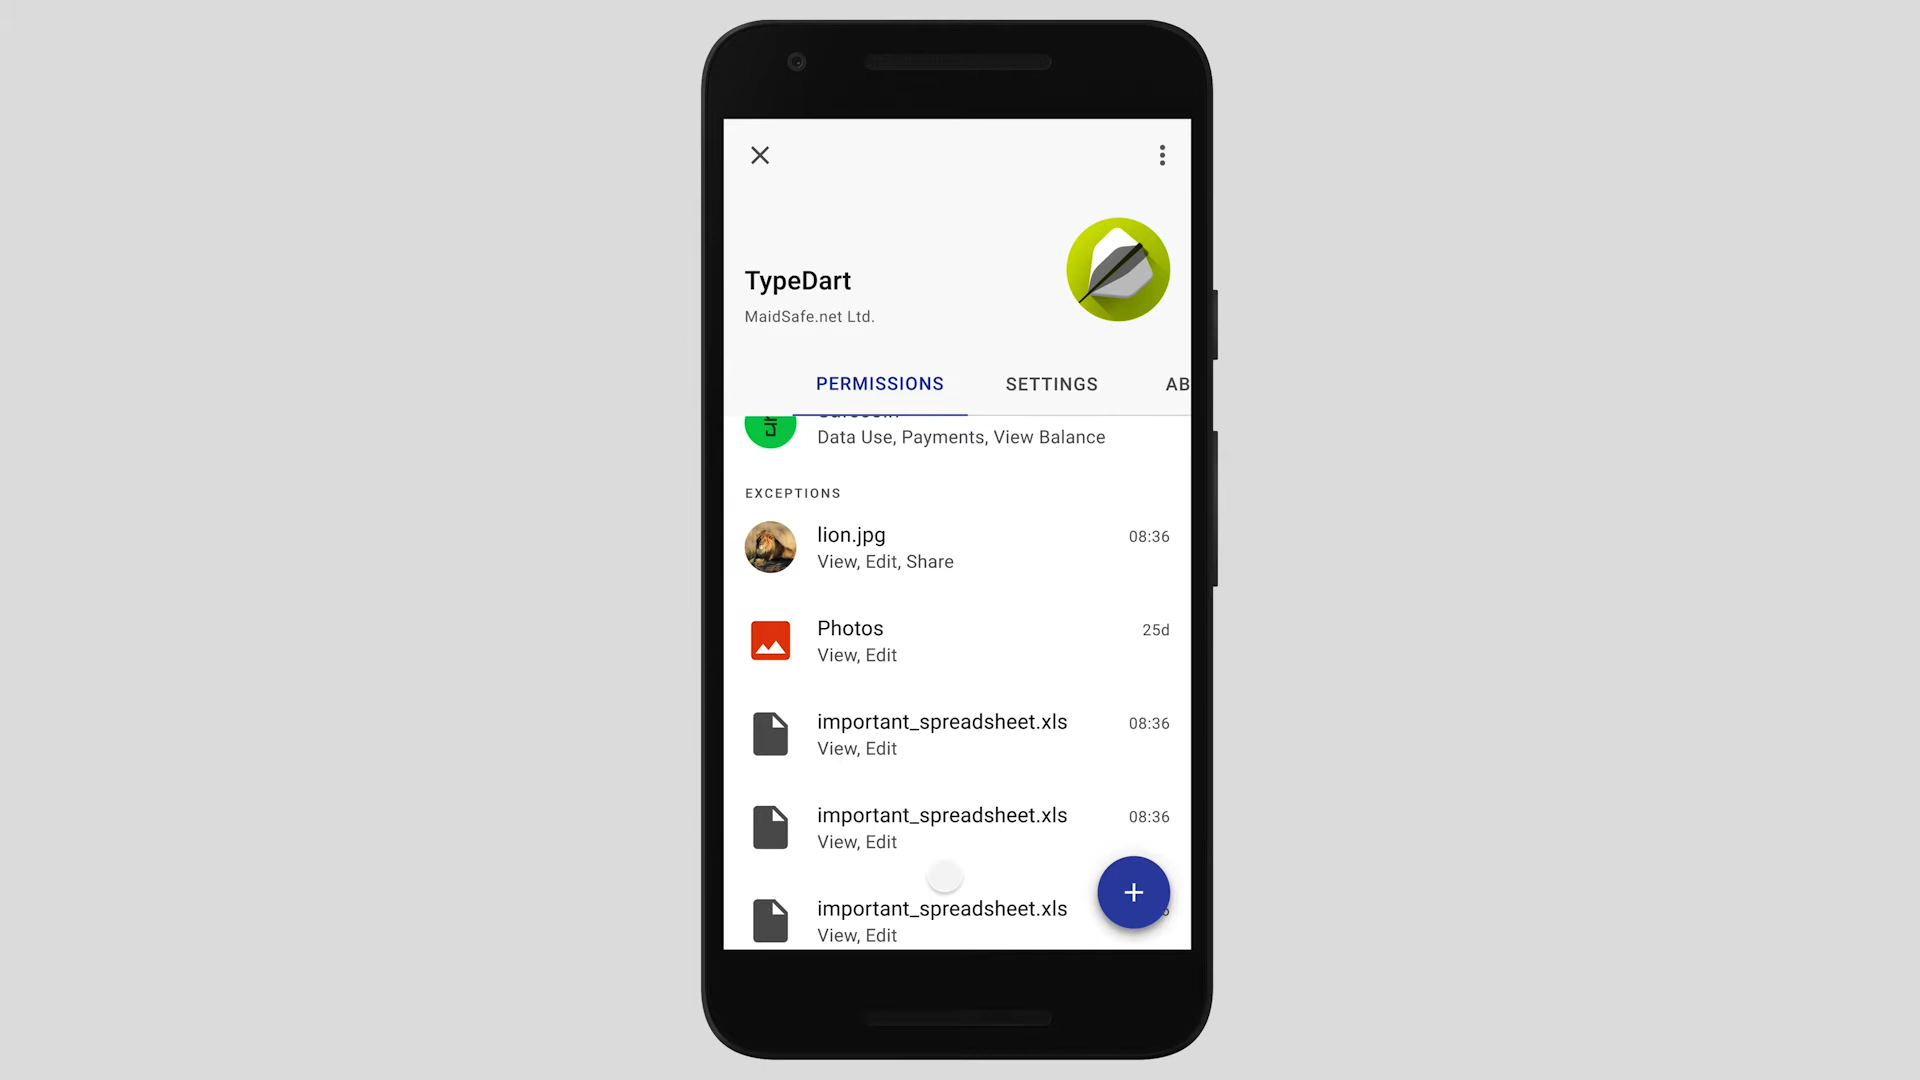 TypeDart
MaidSafe.net Ltd.
PERMISSIONS SETTINGS AB
Data Use, Payments, View Balance
EXCEPTIONS
lion.jpg 08:36
View, Edit, Share
Photos 25d
View, Edit
important_spreadsheet.xls 08:36
View, Edit
important_spreadsheet.xls 08:36
View, Edit
important_spreadsheet.xls
View, Edit